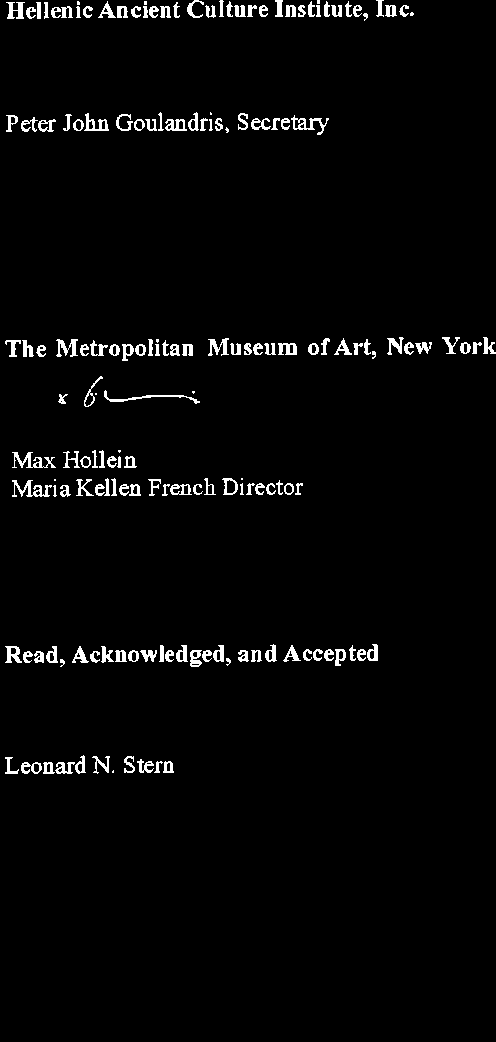 Hellenic Ancient Culture Institute, Inc.
Peter John Goulandris, Secretary
The Metropolitan Museum of Art, New York
x
Max Hollein
Maria Kellen French Director
Read, Acknowledged, and Accepted
Leonard N. Stern